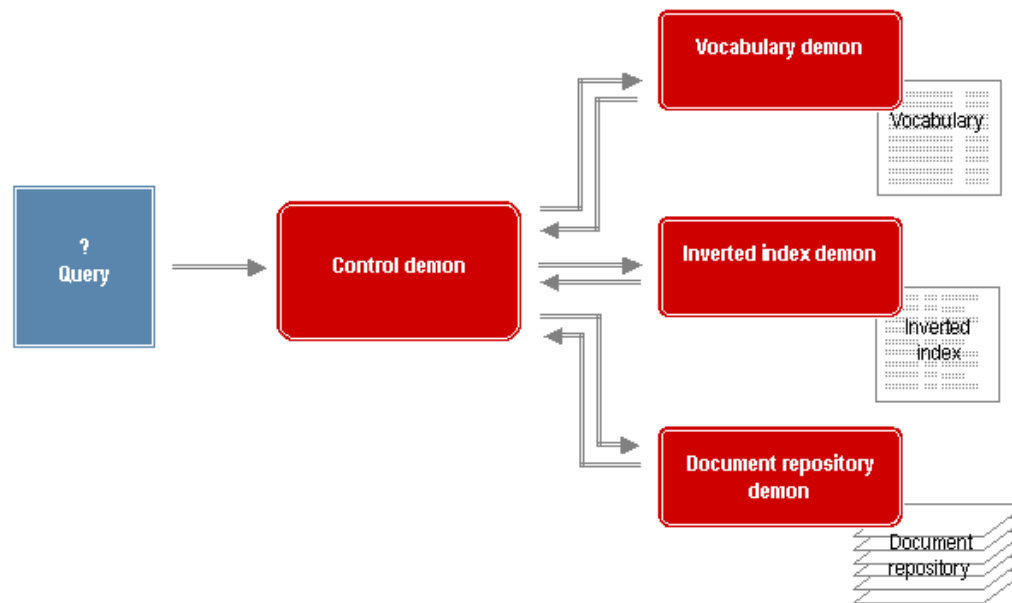 Vocabulary demon
Vocabulary
?
Query
Control demon
Inverted index demon
Inverted
index
Document repository
demon
Document
repository